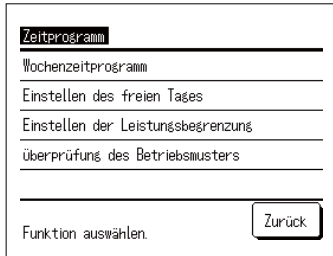 Zeitprogramm
Wochenzeitprogramm
Einstellen des freien Tages
Einstellen der Leistungsbegrenzung
überprüfung des Betriebsmusters
Funktion auswählen.
Zurück